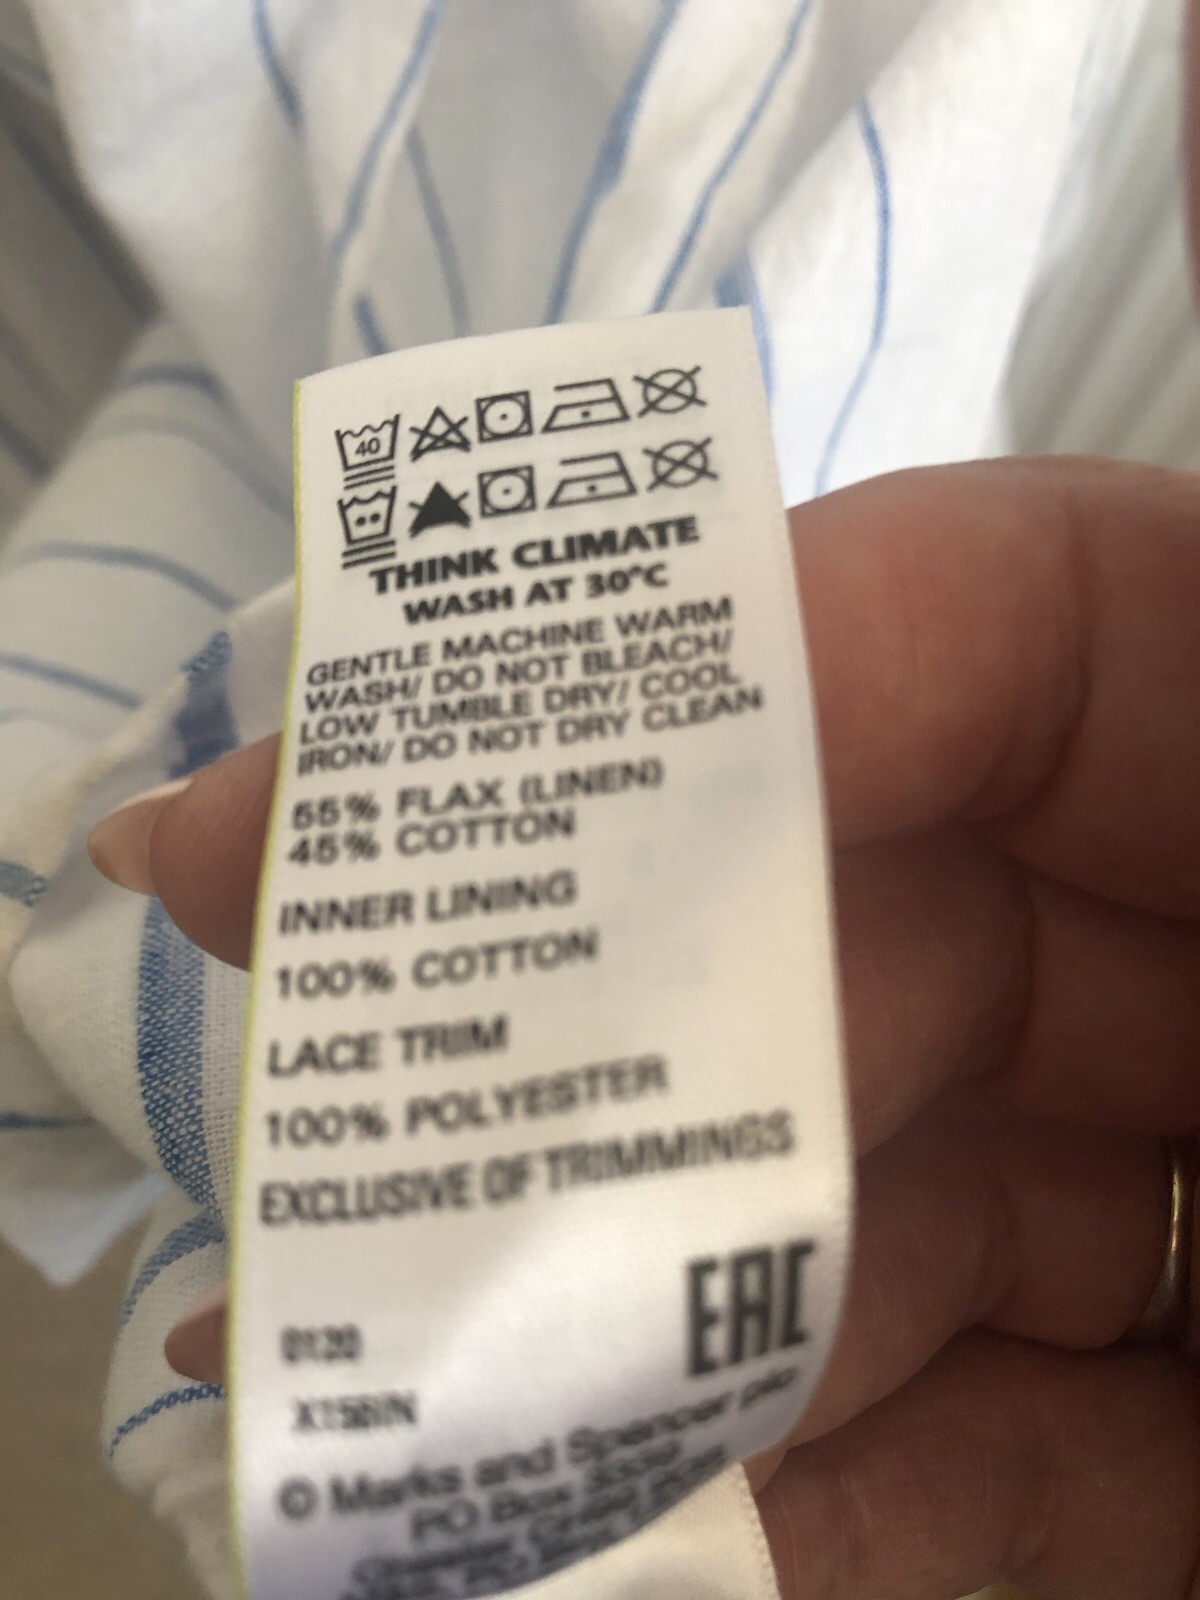 40
THINK CLIMATE
WASH AT 30°C
GENTLE MACHINE WARM
WASH/ DO NOT BLEACH/
LOW TUMBLE DRY/ COOL
IRON/ DO NOT DRY CLEAN
55% FLAX (LINEN)
45% COTTON
INNER LINING
100% COTTON
LACE TRIM
100% POLYESTER
EXCLUSIVE OF TRIMMINGS
EAC
0120
© Marks and Spencer plc
PO Box